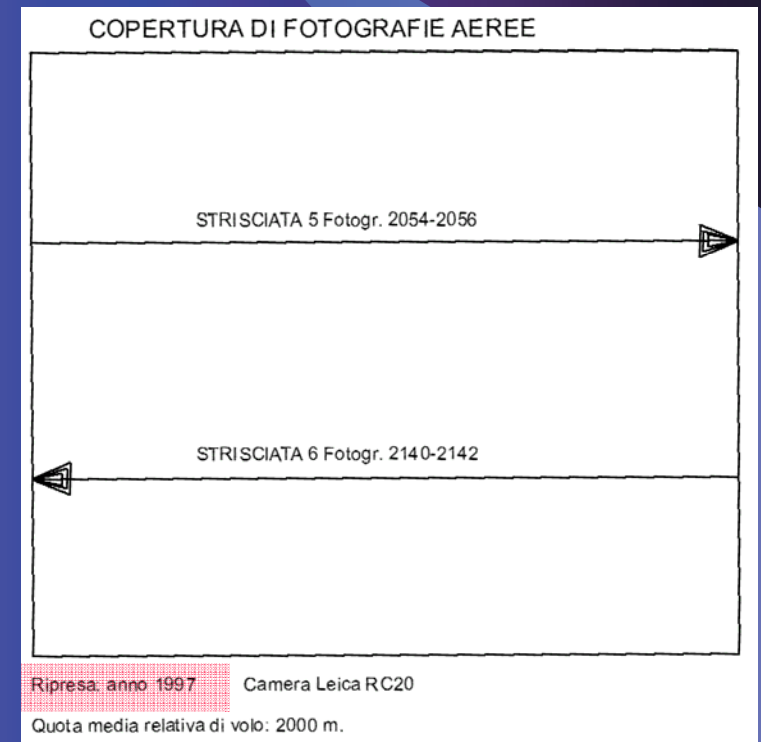 COPERTURA DI FOTOGRAFIE AEREE
STRISCIATA 5 Fotogr. 2054-2056
STRISCIATA 6 Fotogr. 2140-2142
Ripresa: anno 1997 Camera Leica RC20
Quota media relativa di volo: 2000 m.